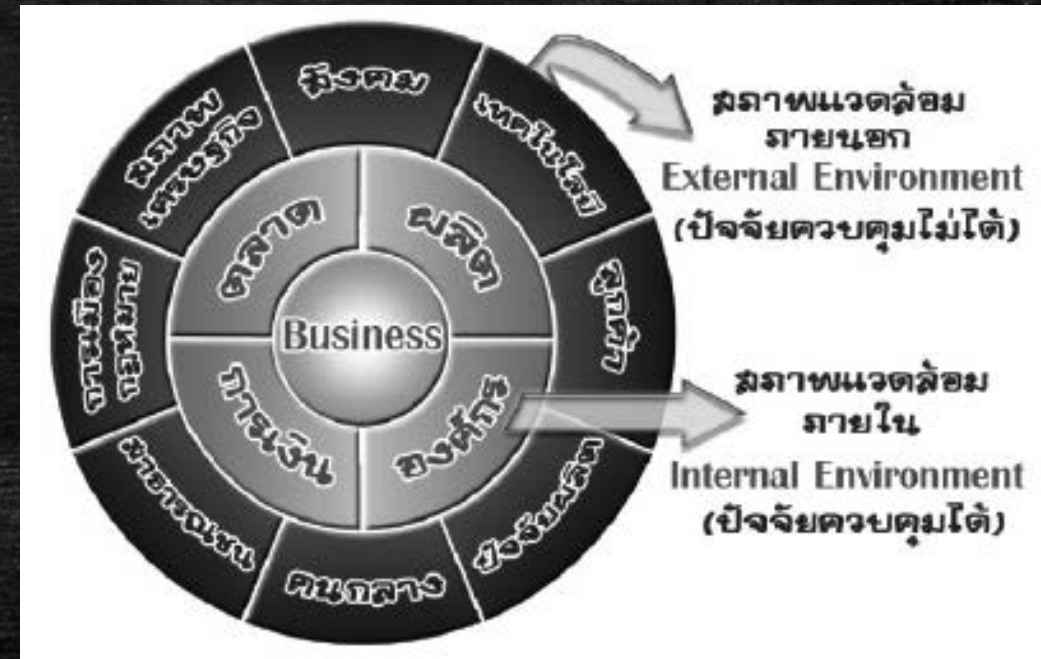 สังคม
เทคโนโลยี
สภาพ
เศรษฐกิจ
ตลาด
ผลิต
การเมือง
กฎหมาย
ลูกค้า
Business
การเงิน
องค์กร
สาธารณชน
คนกลาง
ปัจจัยผลิต
สภาพแวดล้อม
ภายนอก
External Environment
(ปัจจัยควบคุมไม่ได้)
สภาพแวดล้อม
ภายใน
Internal Environment
(ปัจจัยควบคุมได้)